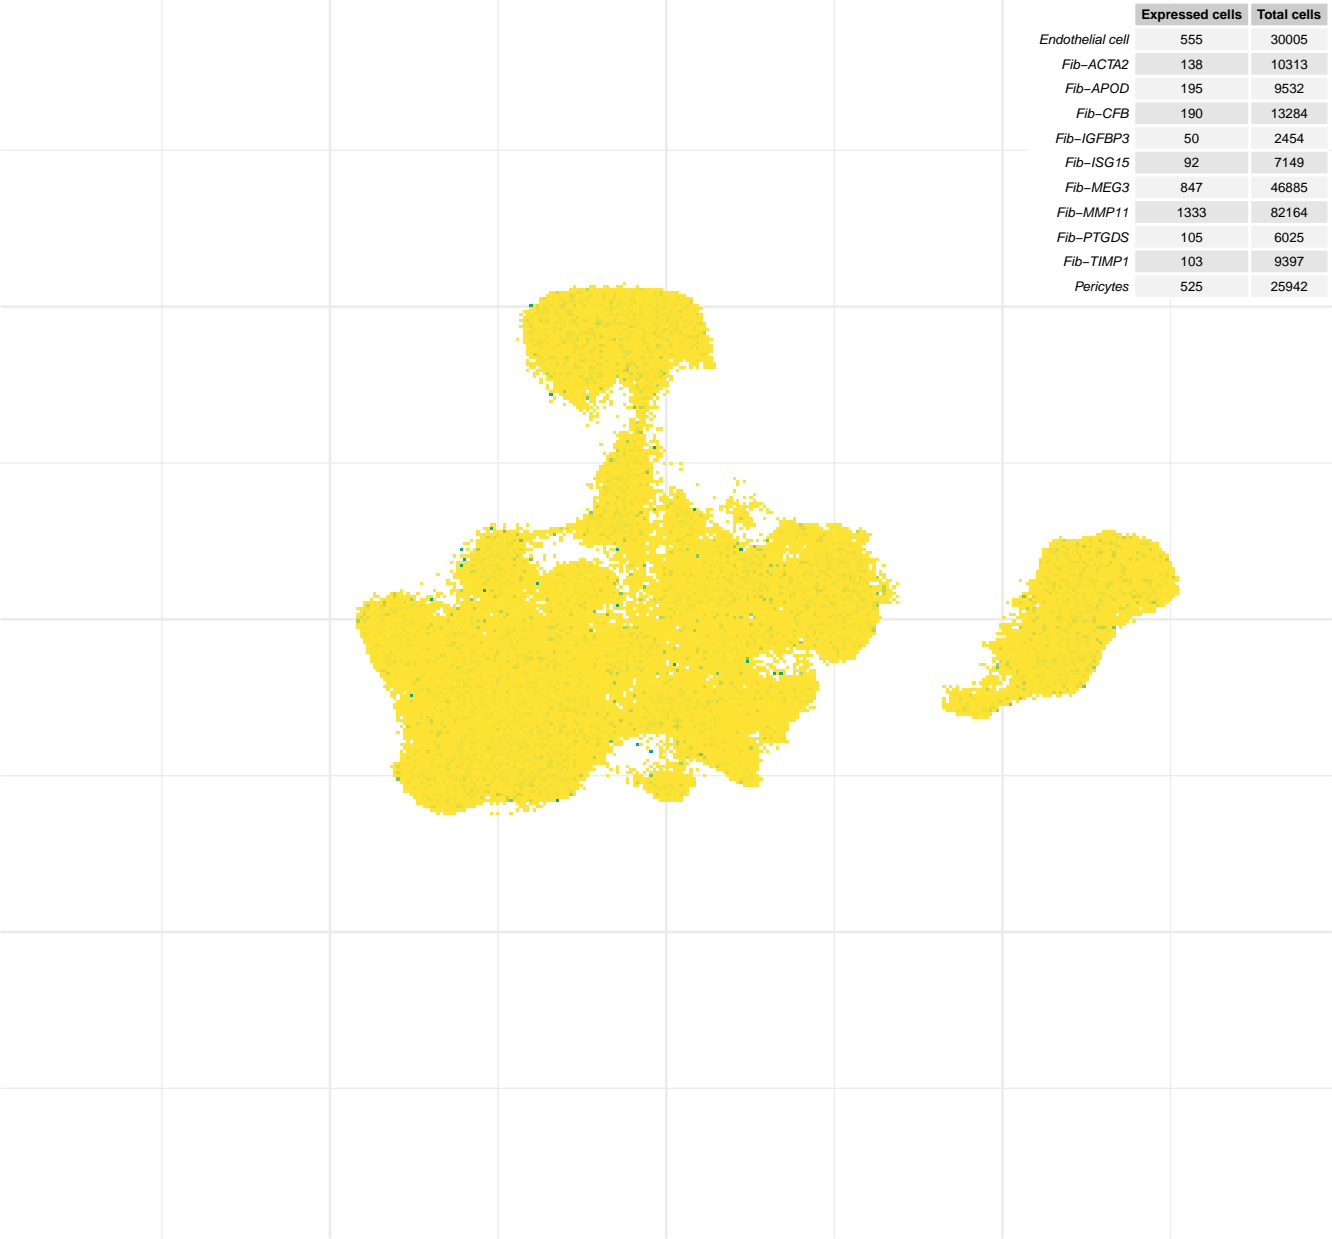 Expressed cells Total cells
Endothelial cell 555 30005
Fib−ACTA2 138 10313
Fib−APOD 195 9532
Fib−CFB 190 13284
Fib−IGFBP3 50 2454
Fib−ISG15 92 7149
Fib−MEG3 847 46885
Fib−MMP11 1333 82164
Fib−PTGDS 105 6025
Fib−TIMP1 103 9397
Pericytes 525 25942